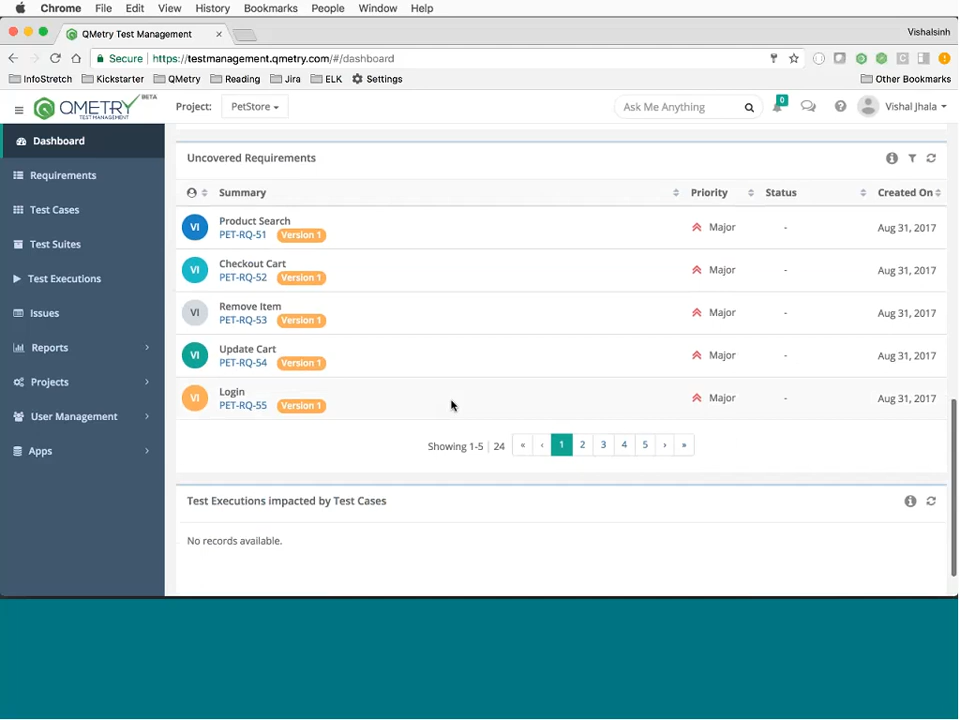 Chrome File Edit View History Bookmarks People Window Help
QMetry Test Management × Vishalsinh
Secure https://testmanagement.qmetry.com/#/dashboard
InfoStretch Kickstarter QMetry Reading Jira ELK Settings Other Bookmarks
QMETRY BETA
TEST MANAGEMENT
Project: PetStore Ask Me Anything 0 Vishal Jhala
Dashboard
Requirements
Test Cases
Test Suites
Test Executions
Issues
Reports
Projects
User Management
Apps
Uncovered Requirements
Summary Priority Status Created On
VI Product Search Major - Aug 31, 2017
PET-RQ-51 Version 1
VI Checkout Cart Major - Aug 31, 2017
PET-RQ-52 Version 1
VI Remove Item Major - Aug 31, 2017
PET-RQ-53 Version 1
VI Update Cart Major - Aug 31, 2017
PET-RQ-54 Version 1
VI Login Major - Aug 31, 2017
PET-RQ-55 Version 1
Showing 1-5 | 24 « ‹ 1 2 3 4 5 › »
Test Executions impacted by Test Cases
No records available.